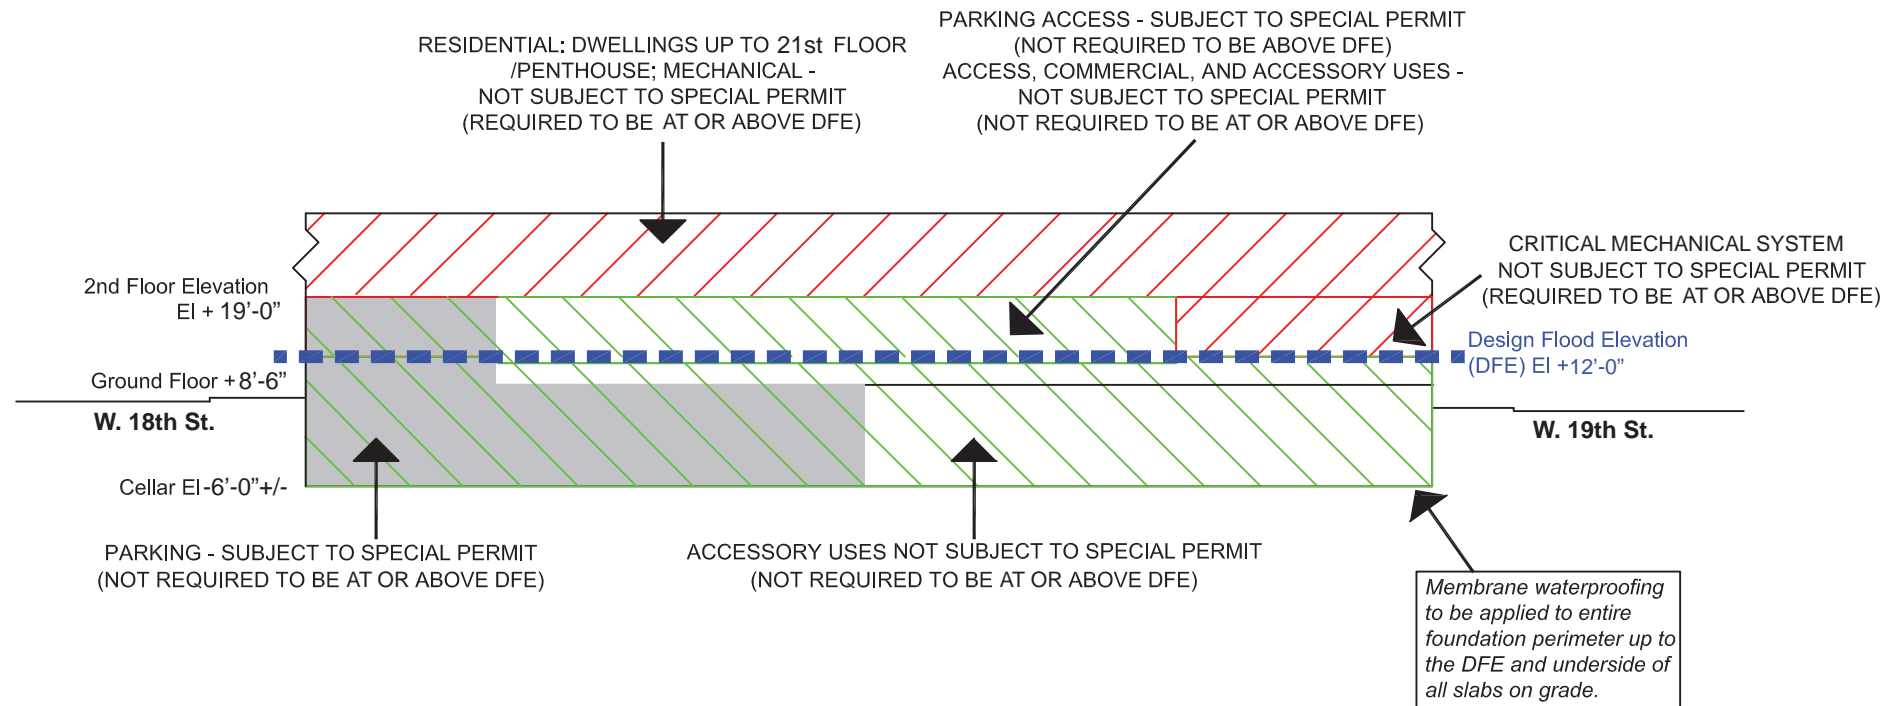 RESIDENTIAL: DWELLINGS UP TO 21st FLOOR
/PENTHOUSE; MECHANICAL -
NOT SUBJECT TO SPECIAL PERMIT
(REQUIRED TO BE AT OR ABOVE DFE)
PARKING ACCESS - SUBJECT TO SPECIAL PERMIT
(NOT REQUIRED TO BE ABOVE DFE)
ACCESS, COMMERCIAL, AND ACCESSORY USES -
NOT SUBJECT TO SPECIAL PERMIT
(NOT REQUIRED TO BE AT OR ABOVE DFE)
CRITICAL MECHANICAL SYSTEM
NOT SUBJECT TO SPECIAL PERMIT
(REQUIRED TO BE AT OR ABOVE DFE)
2nd Floor Elevation
El + 19’-0”
Design Flood Elevation
(DFE) El +12’-0”
Ground Floor +8’-6”
W. 18th St.
W. 19th St.
Cellar El -6’-0”+/-
PARKING - SUBJECT TO SPECIAL PERMIT
(NOT REQUIRED TO BE AT OR ABOVE DFE)
ACCESSORY USES NOT SUBJECT TO SPECIAL PERMIT
(NOT REQUIRED TO BE AT OR ABOVE DFE)
Membrane waterproofing
to be applied to entire
foundation perimeter up to
the DFE and underside of
all slabs on grade.